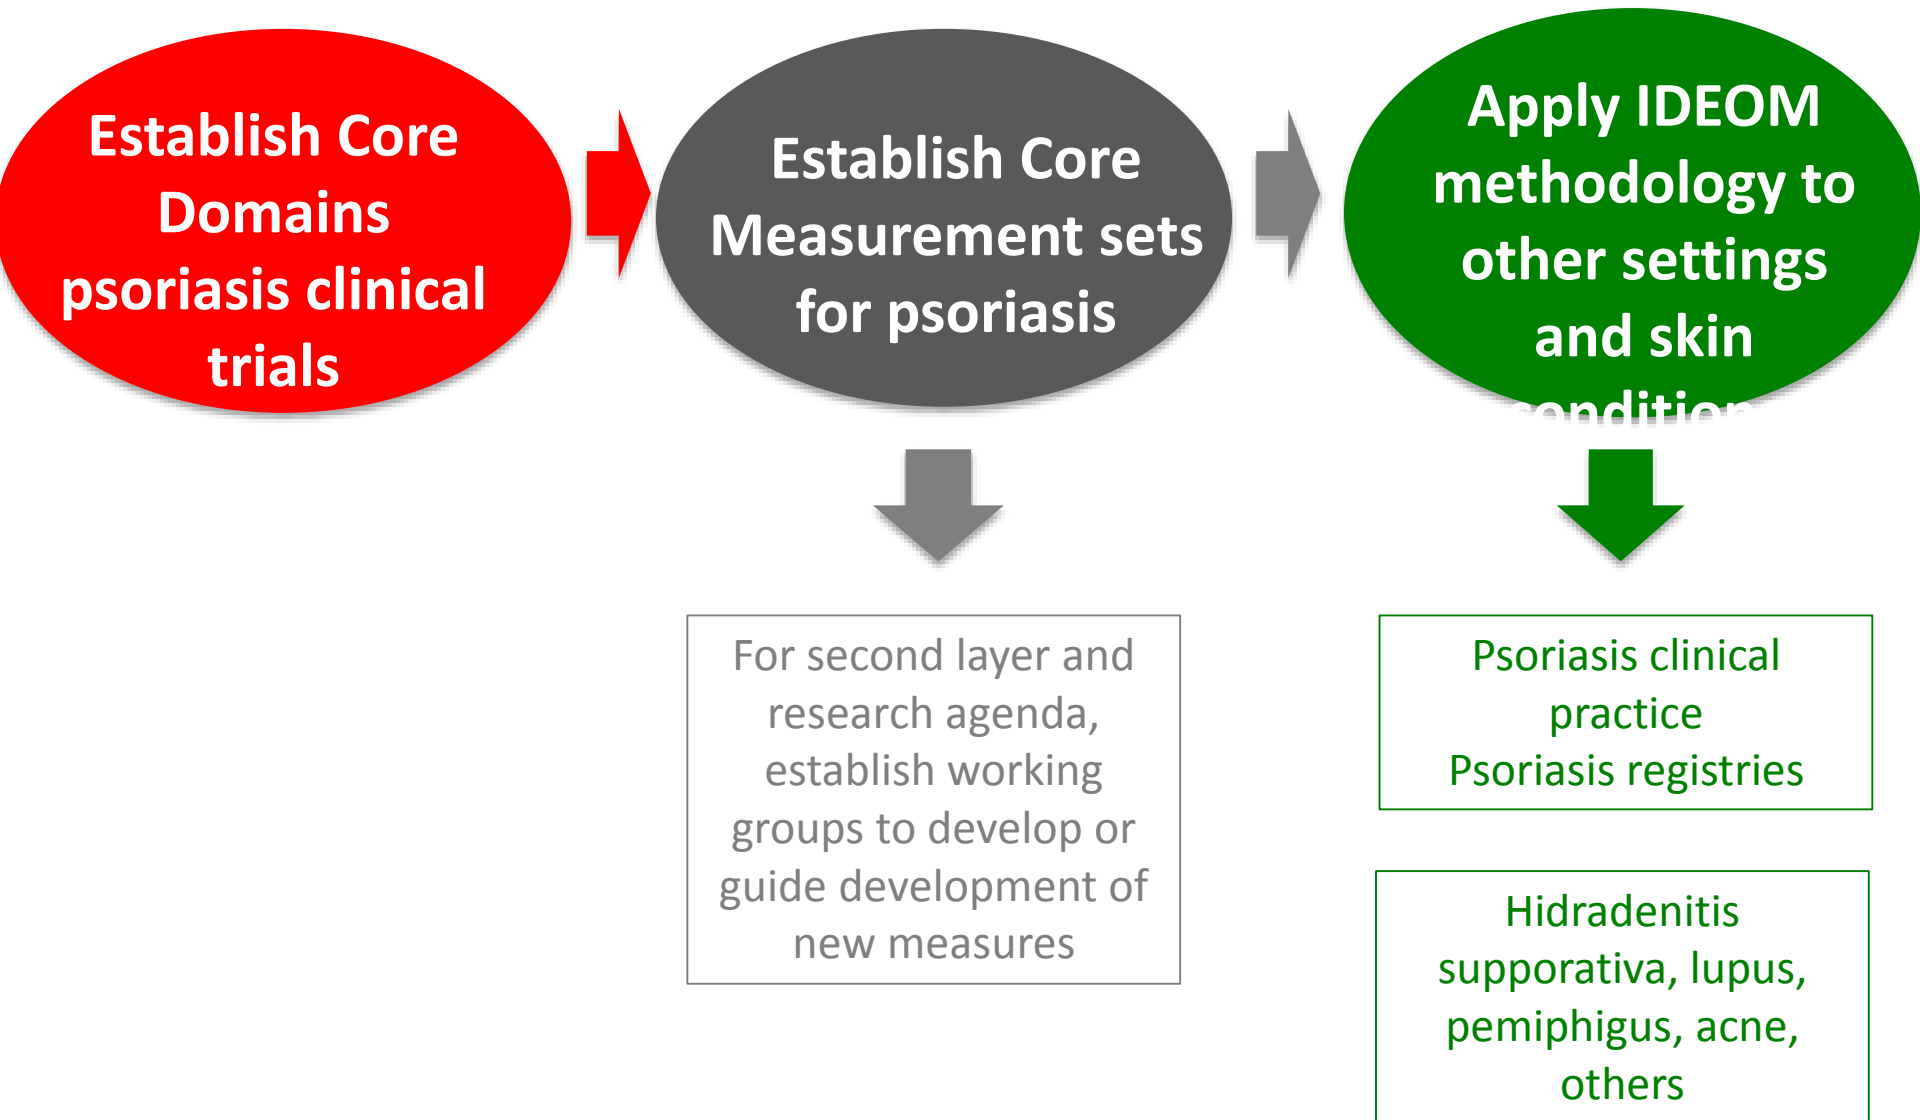 Establish Core
Domains
psoriasis clinical
trials
Establish Core
Measurement sets
for psoriasis
Apply IDEOM
methodology to
other settings
and skin
For second layer and
research agenda,
establish working
groups to develop or
guide development of
new measures
Psoriasis clinical
practice
Psoriasis registries
Hidradenitis
supporativa, lupus,
pemiphigus, acne,
others